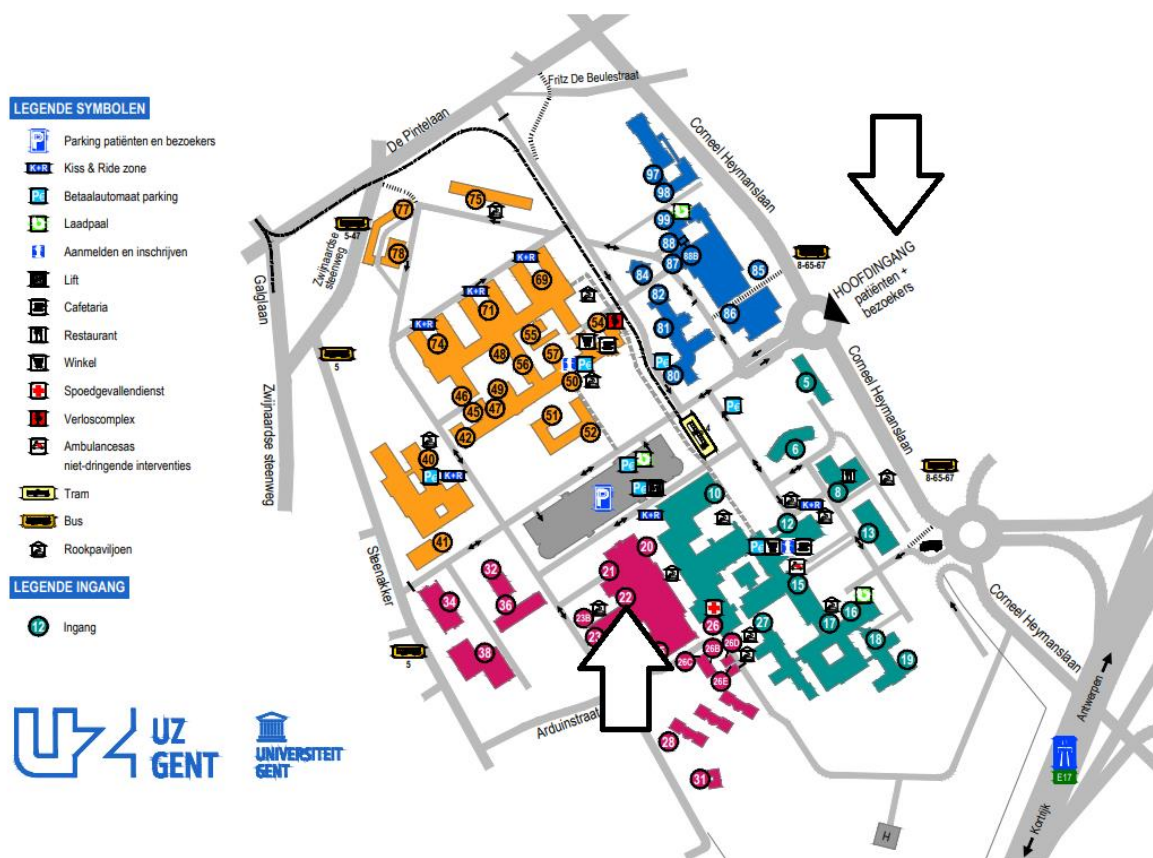 LEGENDE SYMBOLEN
Parking patiënten en bezoekers
K+R Kiss & Ride zone
P€ Betaalautomaat parking
Laadpaal
Aanmelden en inschrijven
Lift
Cafetaria
Restaurant
Winkel
Spoedgevallendienst
Verloscomplex
Ambulancesas
niet-dringende interventies
Tram
Bus
Rookpaviljoen
LEGENDE INGANG
12 Ingang
UZ
GENT
UNIVERSITEIT
GENT
De Pintelaan
Fritz De Beulestraat
Corneel Heymanslaan
HOOFDINGANG
patiënten +
bezoekers
Corneel Heymanslaan
Corneel Heymanslaan
Galglaan
Zwijnaardse
steenweg
Zwijnaardse steenweg
Steenakker
Arduinstraat
Antwerpen
Kortrijk
E17
H
P
5-47
8-65-67
8-65-67
5
5
4
K+R
K+R
K+R
K+R
K+R
K+R
P€
P€
P€
P€
P€
P€
P€
97
98
99
88
88B
87
85
86
84
82
81
80
75
77
78
69
71
74
54
55
57
48
56
50
49
46
45
47
42
51
52
40
41
5
6
8
10
12
13
15
16
17
18
19
27
20
21
22
23B
23
26
26B
26C
26D
26E
28
31
32
34
36
38